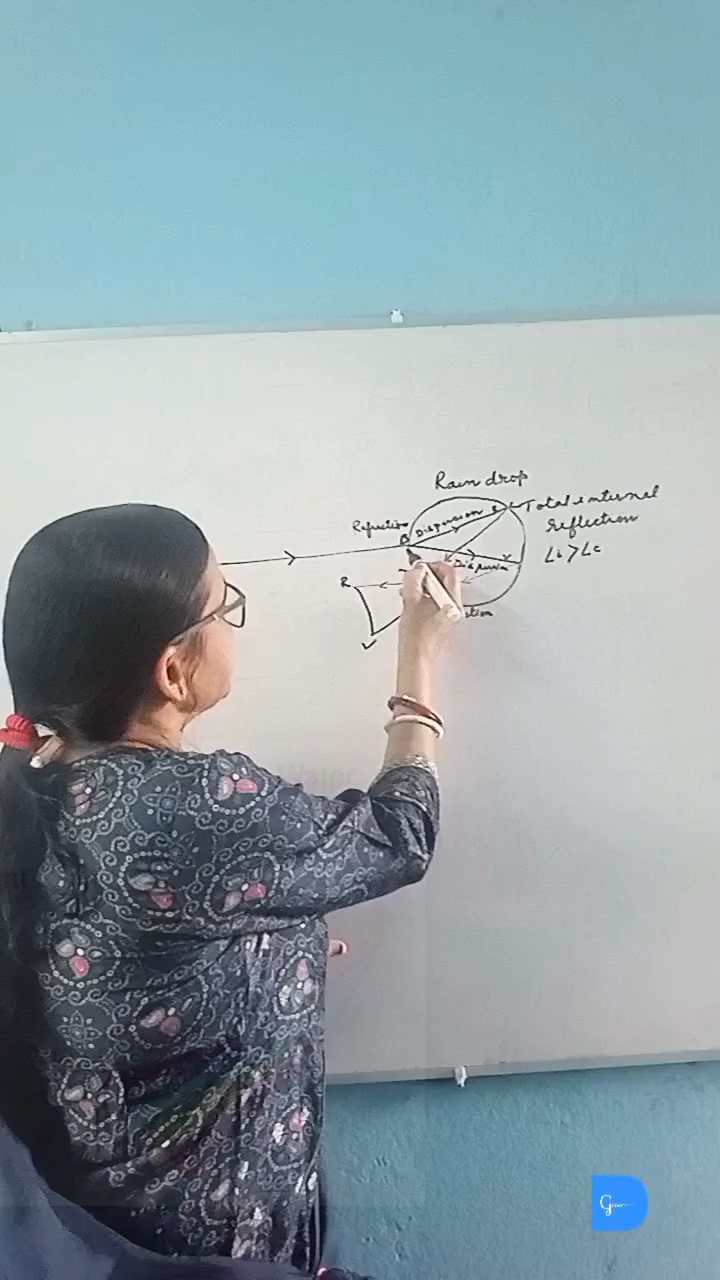 Rain drop
Total internal
reflection
Refraction
B
Dispersion
∠i > ∠c
Dispersion
R
V